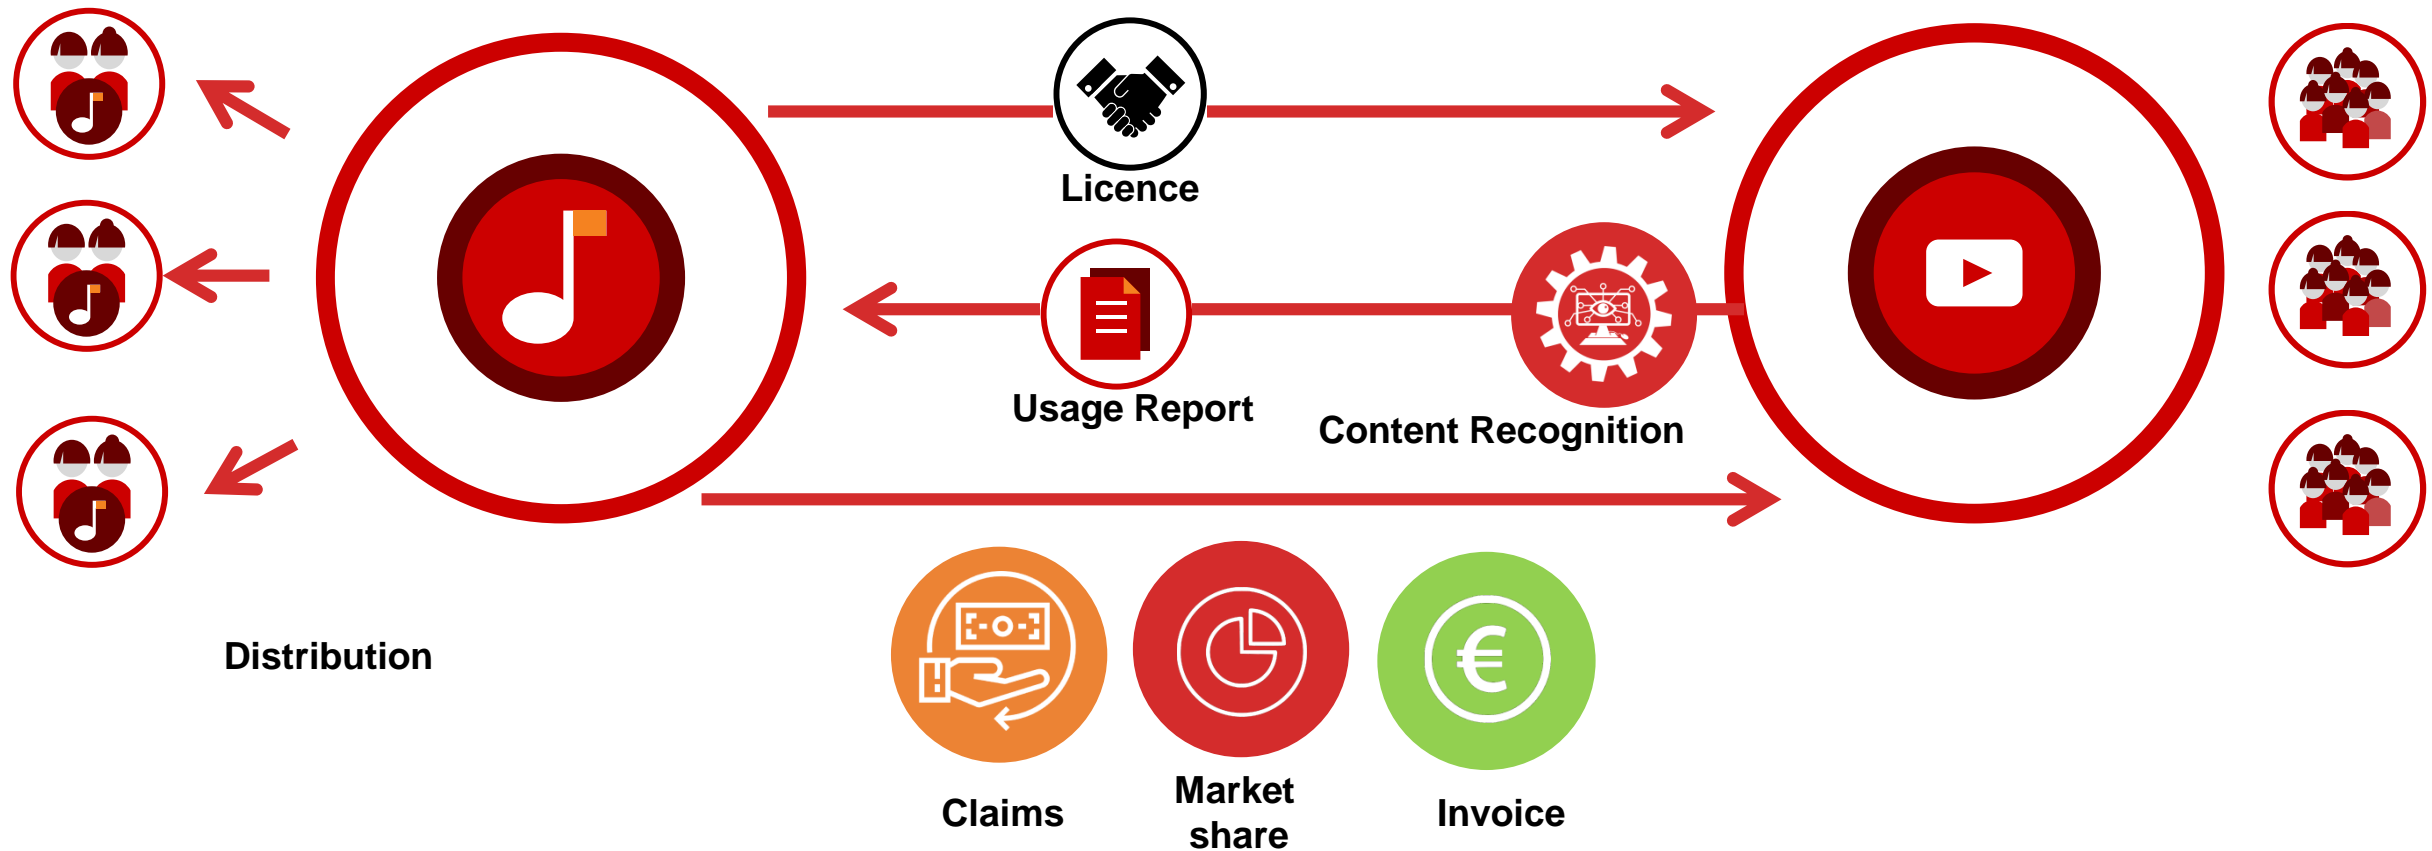 Licence
Usage Report
Content Recognition
Distribution
Claims
Market
share
Invoice